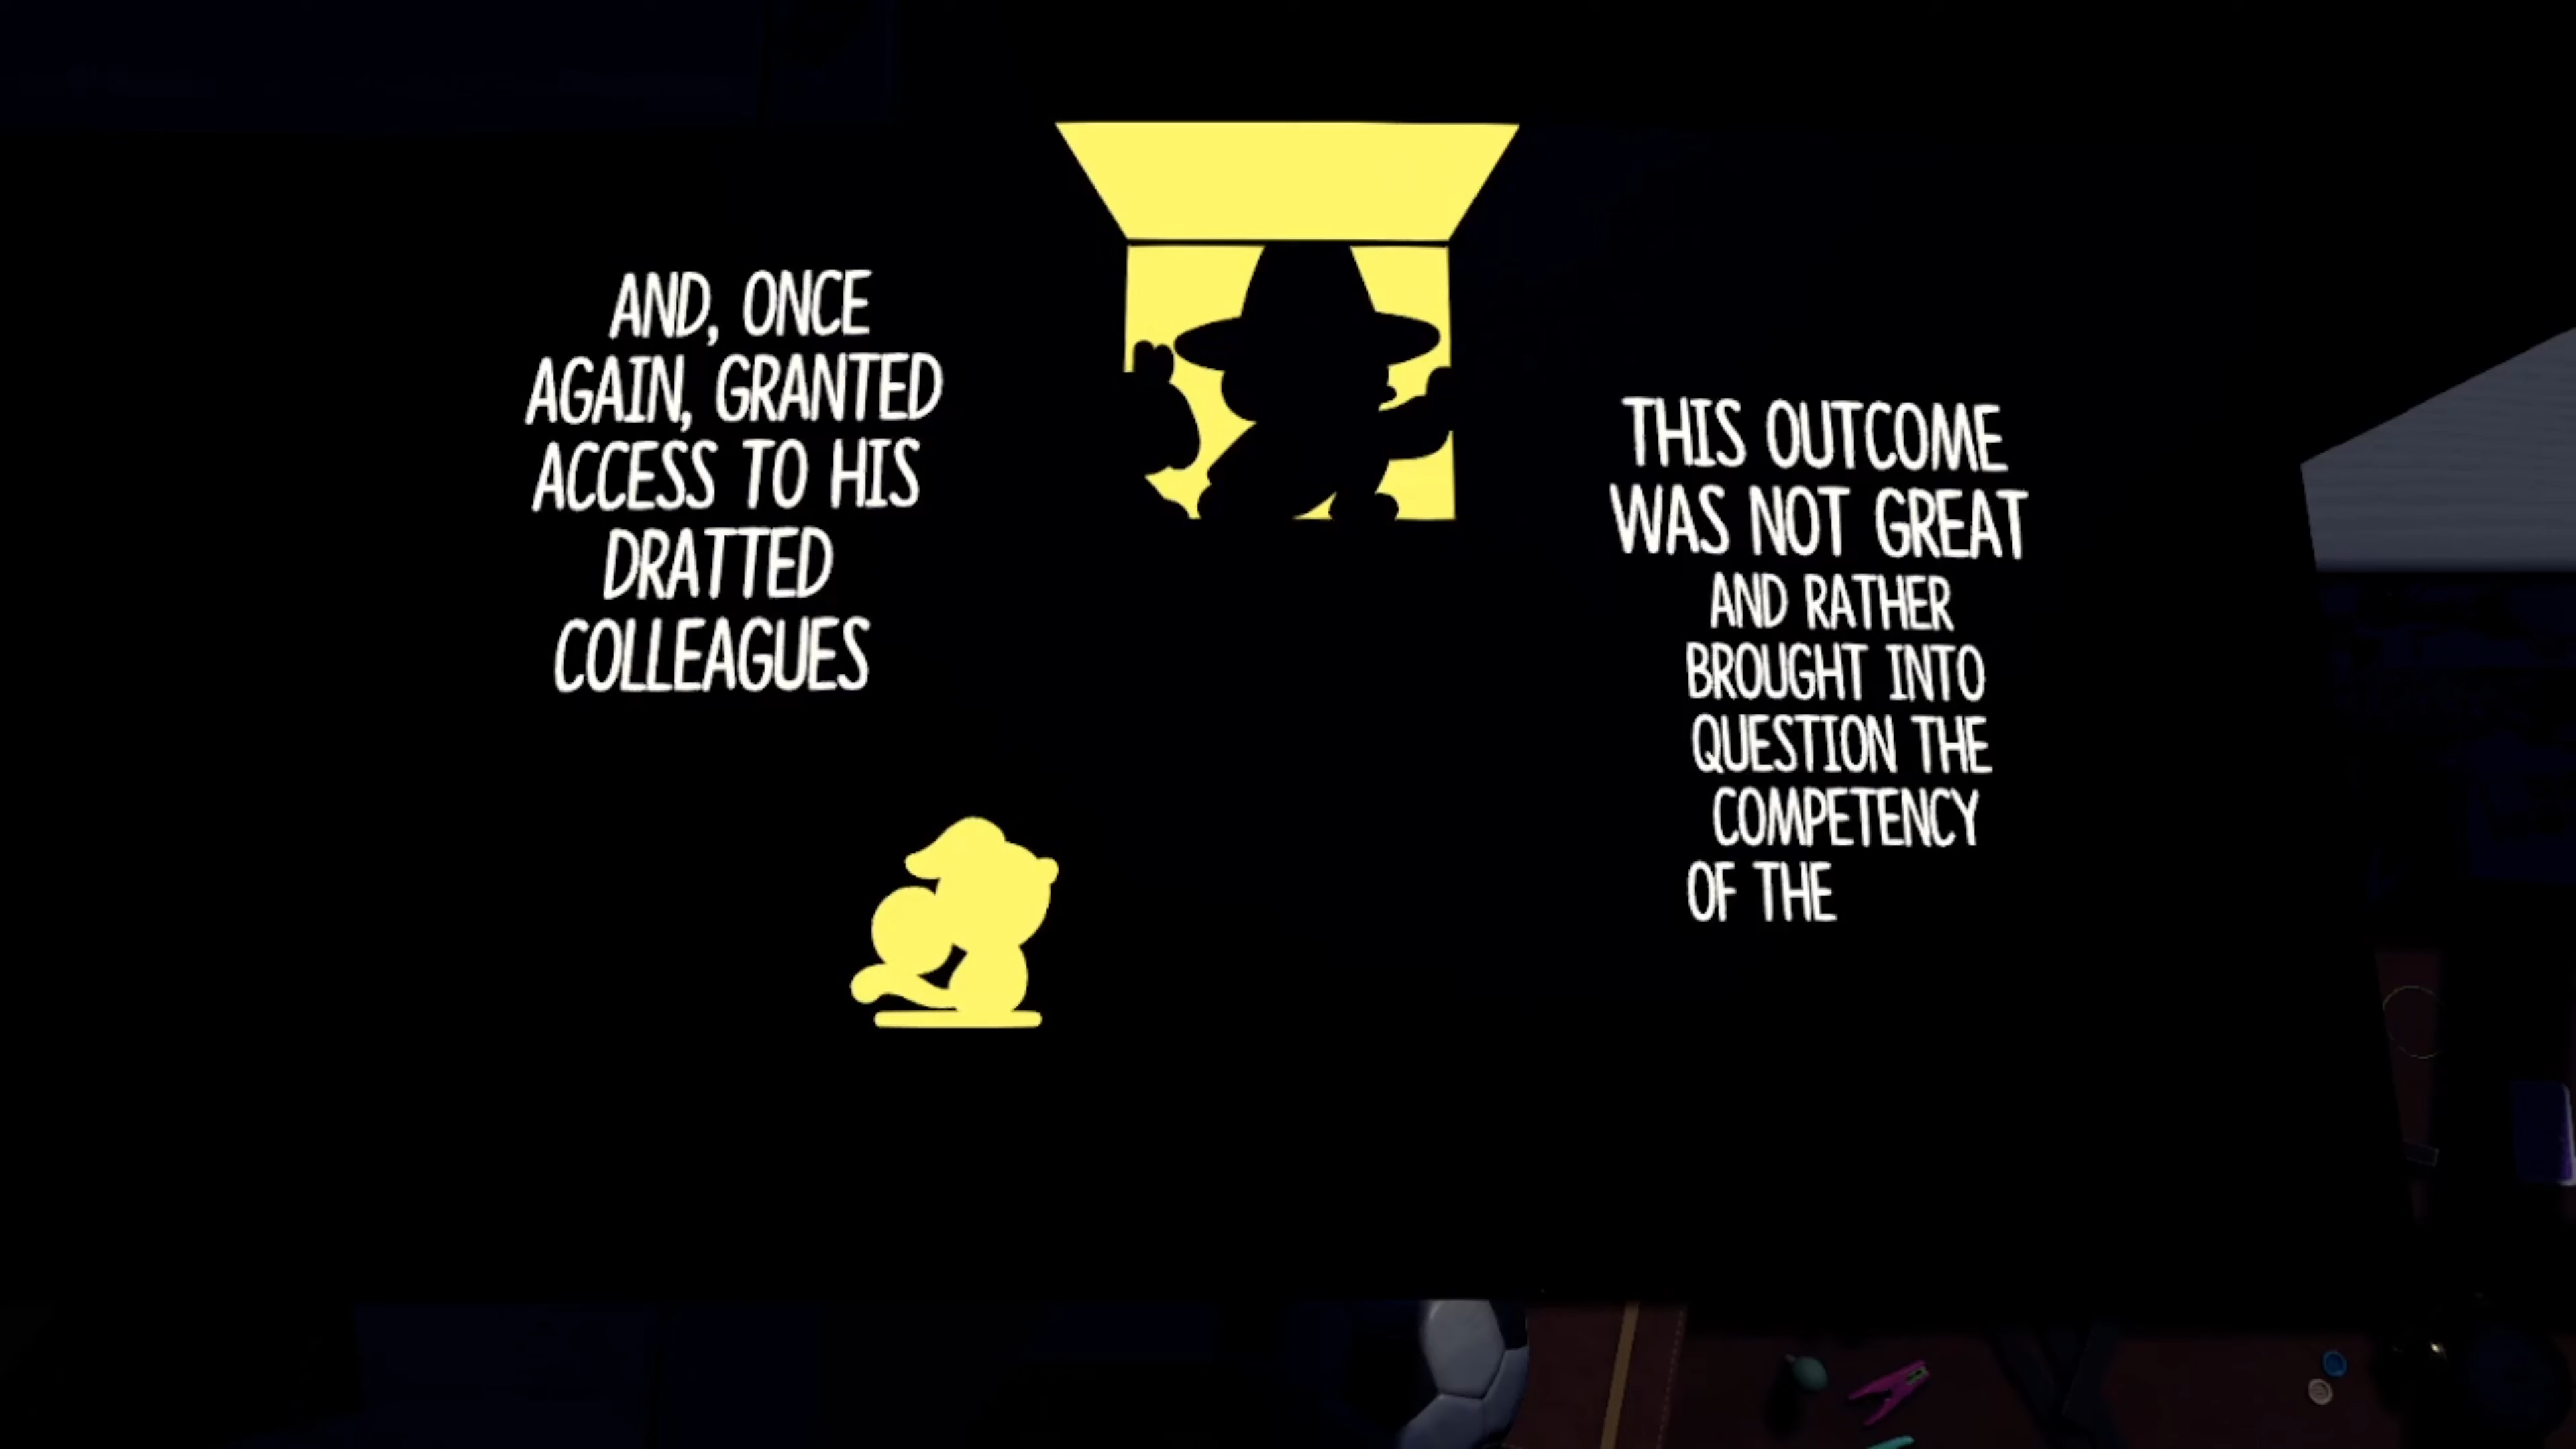 AND, ONCE
AGAIN, GRANTED
ACCESS TO HIS
DRATTED
COLLEAGUES
THIS OUTCOME
WAS NOT GREAT
AND RATHER
BROUGHT INTO
QUESTION THE
COMPETENCY
OF THE